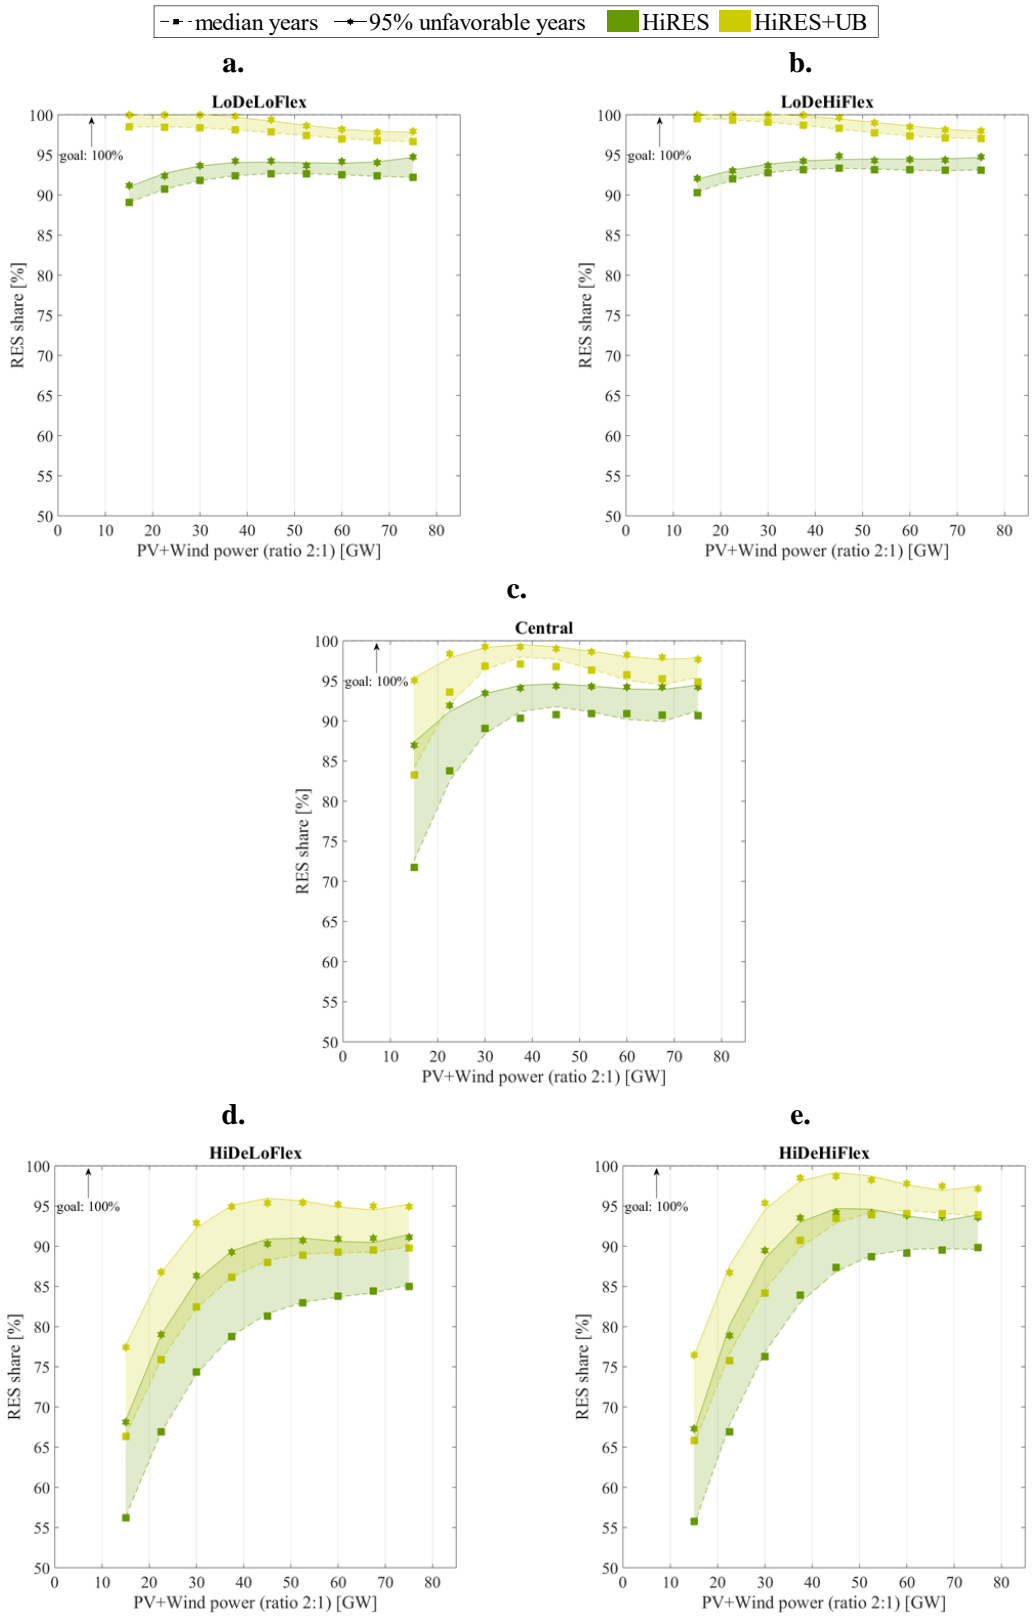 median years 95% unfavorable years HiRES HiRES+UB
a.
LoDeLoFlex
100
95
90
85
80
75
70
65
60
55
50
goal: 100%
RES share [%]
0 10 20 30 40 50 60 70 80
PV+Wind power (ratio 2:1) [GW]
b.
LoDeHiFlex
100
95
90
85
80
75
70
65
60
55
50
goal: 100%
RES share [%]
0 10 20 30 40 50 60 70 80
PV+Wind power (ratio 2:1) [GW]
c.
Central
100
95
90
85
80
75
70
65
60
55
50
goal: 100%
RES share [%]
0 10 20 30 40 50 60 70 80
PV+Wind power (ratio 2:1) [GW]
d.
HiDeLoFlex
100
95
90
85
80
75
70
65
60
55
50
goal: 100%
RES share [%]
0 10 20 30 40 50 60 70 80
PV+Wind power (ratio 2:1) [GW]
e.
HiDeHiFlex
100
95
90
85
80
75
70
65
60
55
50
goal: 100%
RES share [%]
0 10 20 30 40 50 60 70 80
PV+Wind power (ratio 2:1) [GW]